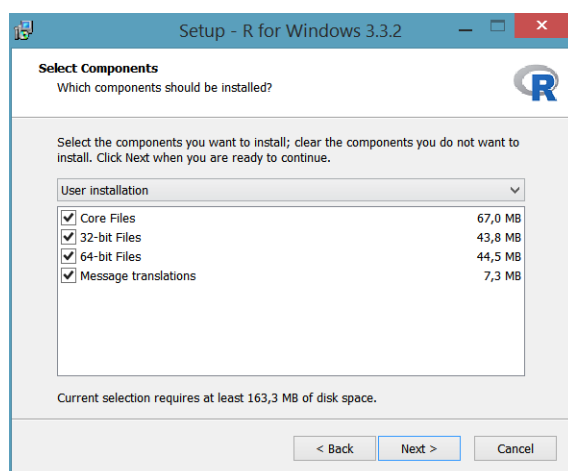 Setup - R for Windows 3.3.2
Select Components
Which components should be installed?
R
Select the components you want to install; clear the components you do not want to
install. Click Next when you are ready to continue.
User installation
Core Files 67,0 MB
32-bit Files 43,8 MB
64-bit Files 44,5 MB
Message translations 7,3 MB
Current selection requires at least 163,3 MB of disk space.
< Back Next > Cancel